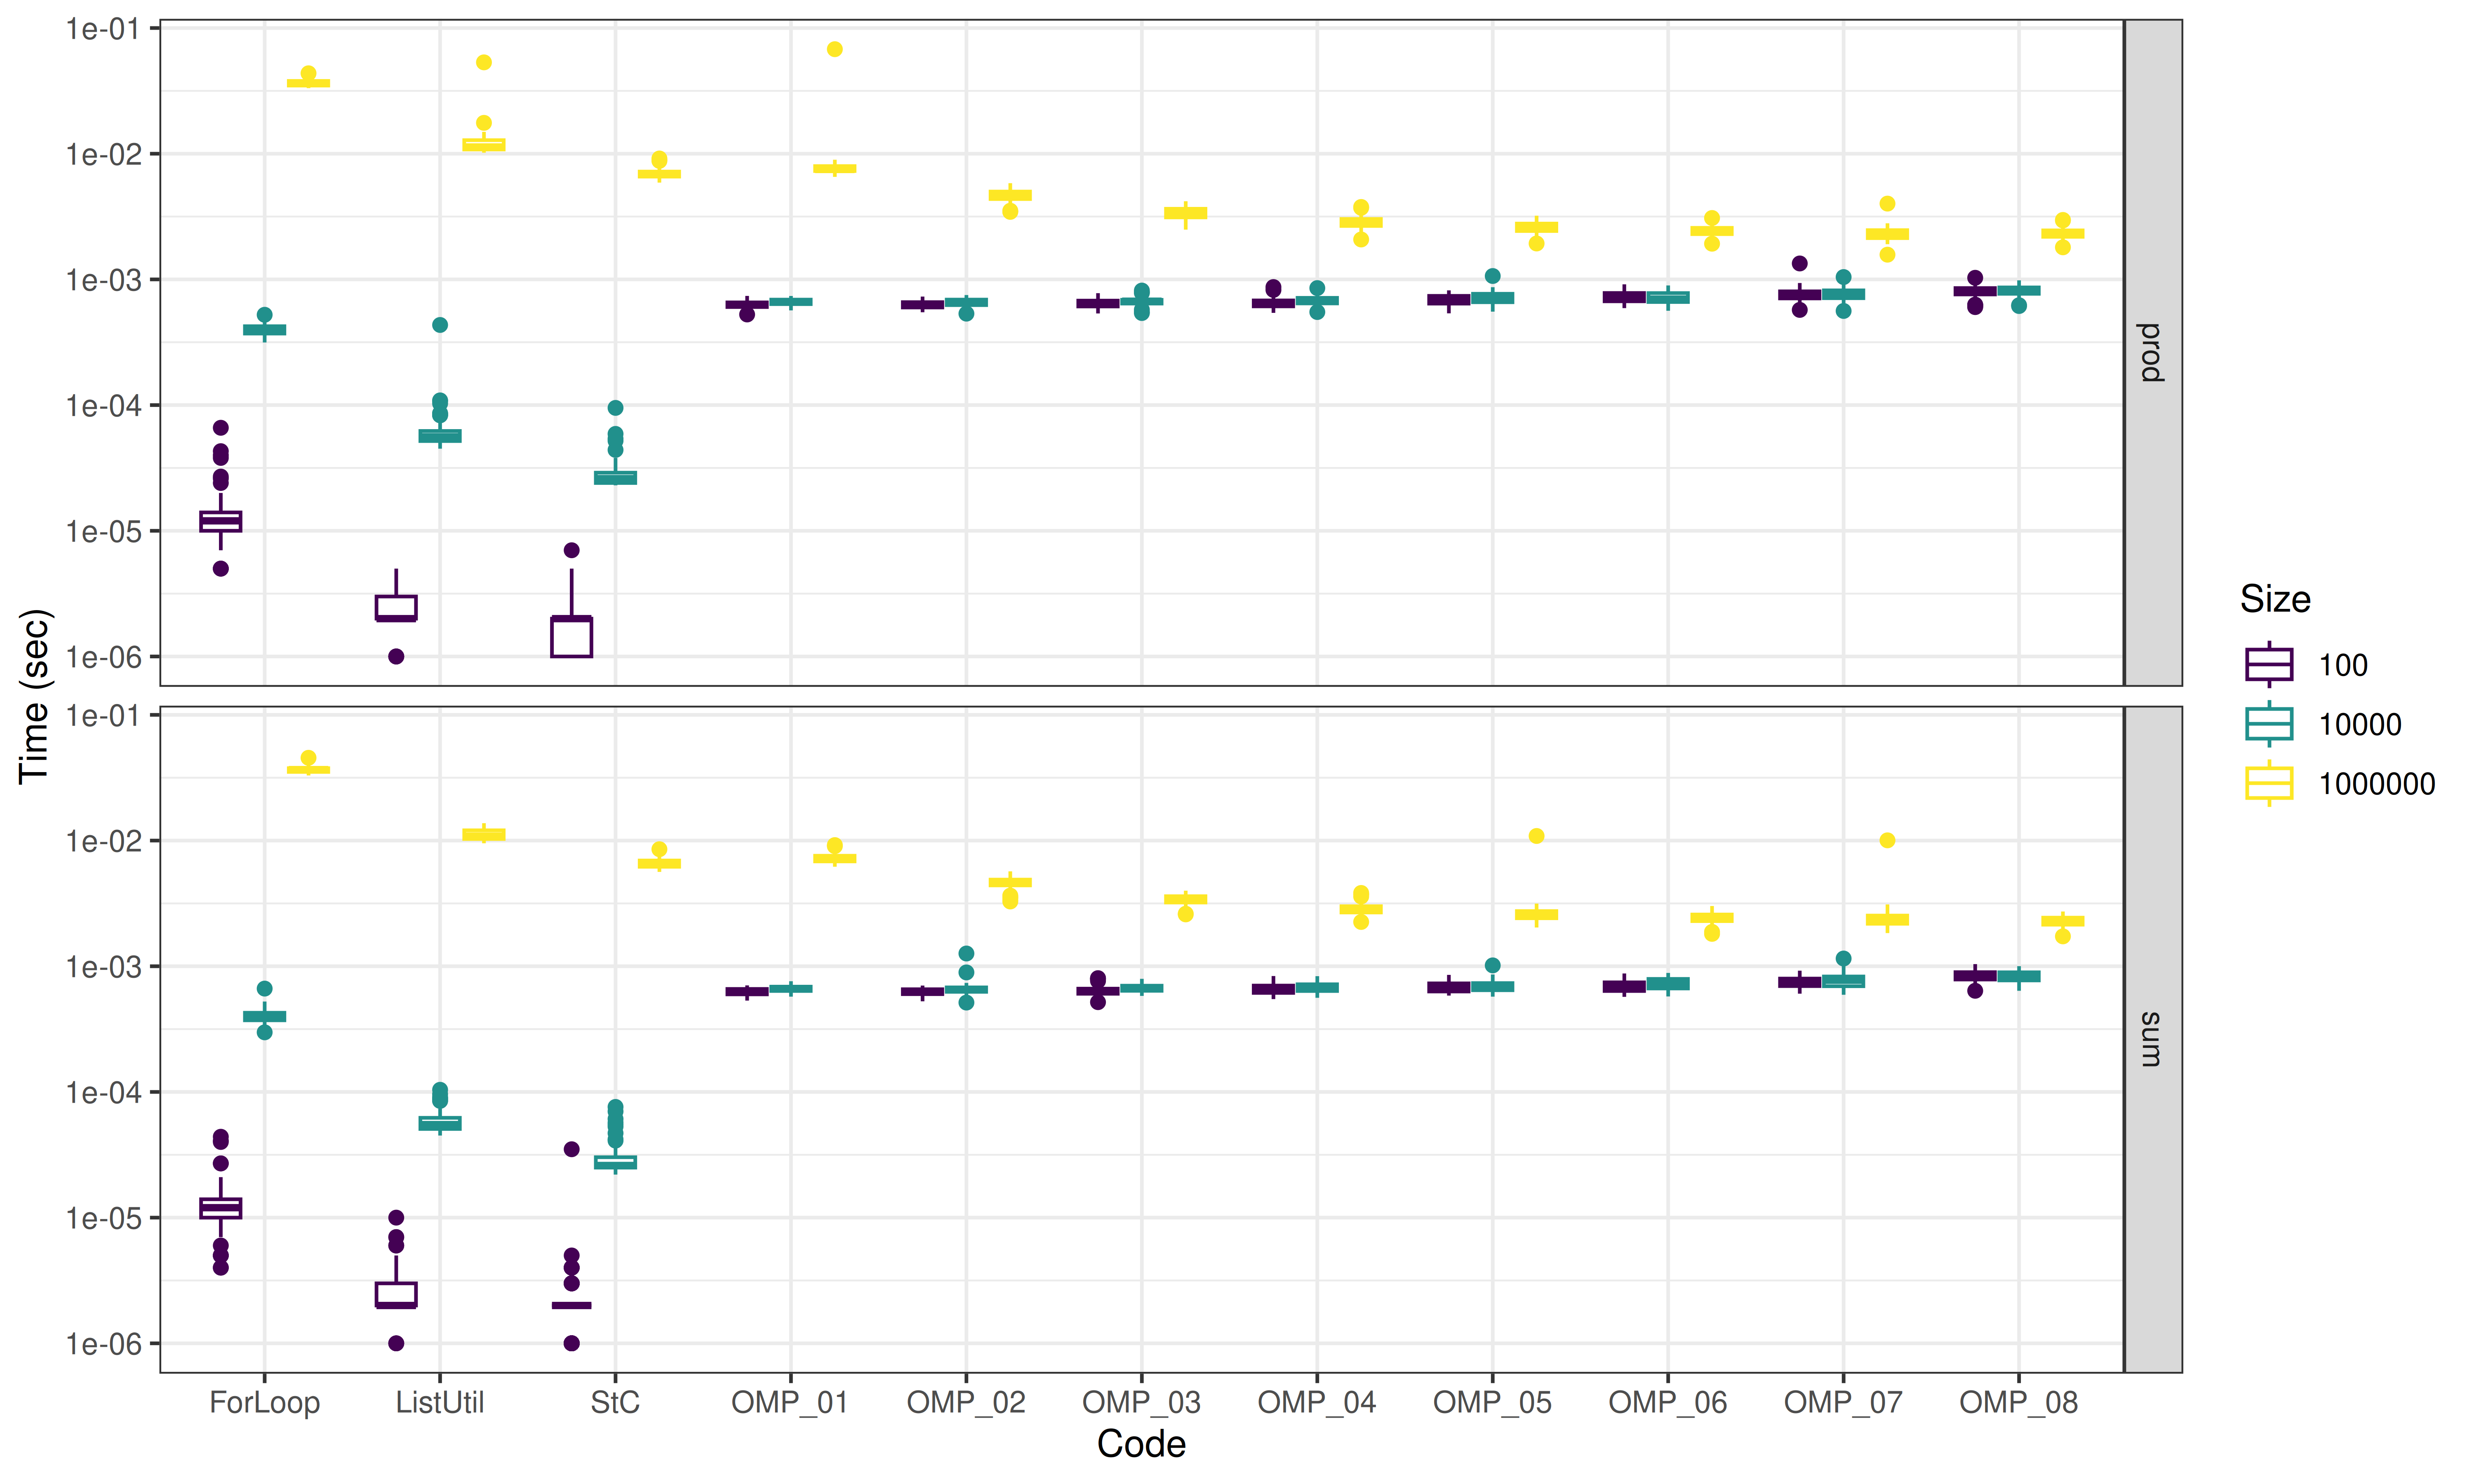 1e-01
1e-02
1e-03
1e-04
1e-05
1e-06
prod
1e-01
1e-02
1e-03
1e-04
1e-05
1e-06
sum
Time (sec)
ForLoop ListUtil StC OMP_01 OMP_02 OMP_03 OMP_04 OMP_05 OMP_06 OMP_07 OMP_08
Code
Size
100
10000
1000000